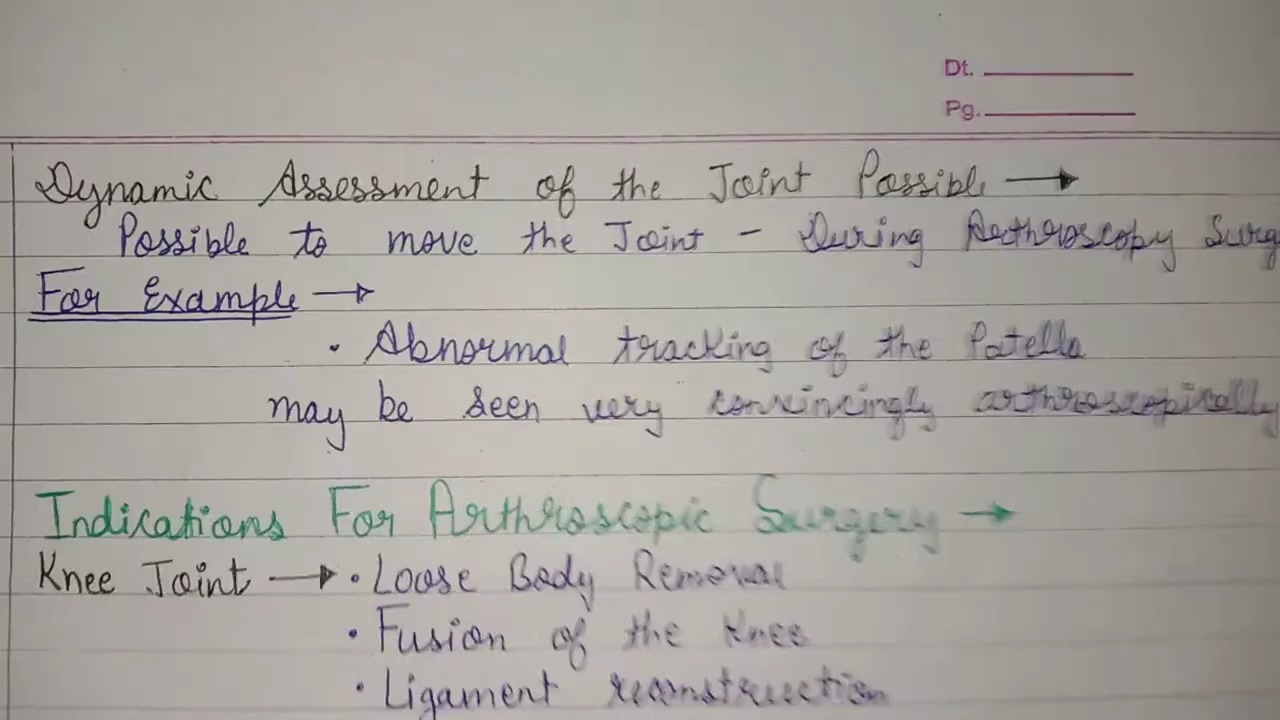 Dt.
Pg.
Dynamic Assessment of the Joint Possible →
Possible to move the Joint - During Arthroscopy Surg
For Example →
• Abnormal tracking of the Patella
may be seen very convincingly arthroscopically
Indications For Arthroscopic Surgery →
Knee Joint → • Loose Body Removal
• Fusion of the Knee
• Ligament reconstruction